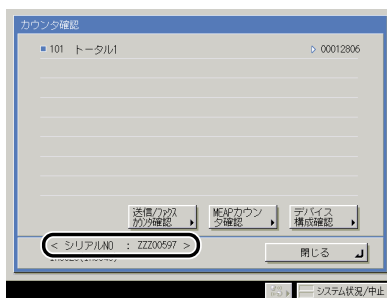 カウンタ確認
■ 101 トータル1 ▷ 00012806
送信/ファクス
カウンタ確認
MEAPカウン
タ確認
デバイス
構成確認
< シリアルNO : ZZZ00597 >
閉じる
システム状況/中止